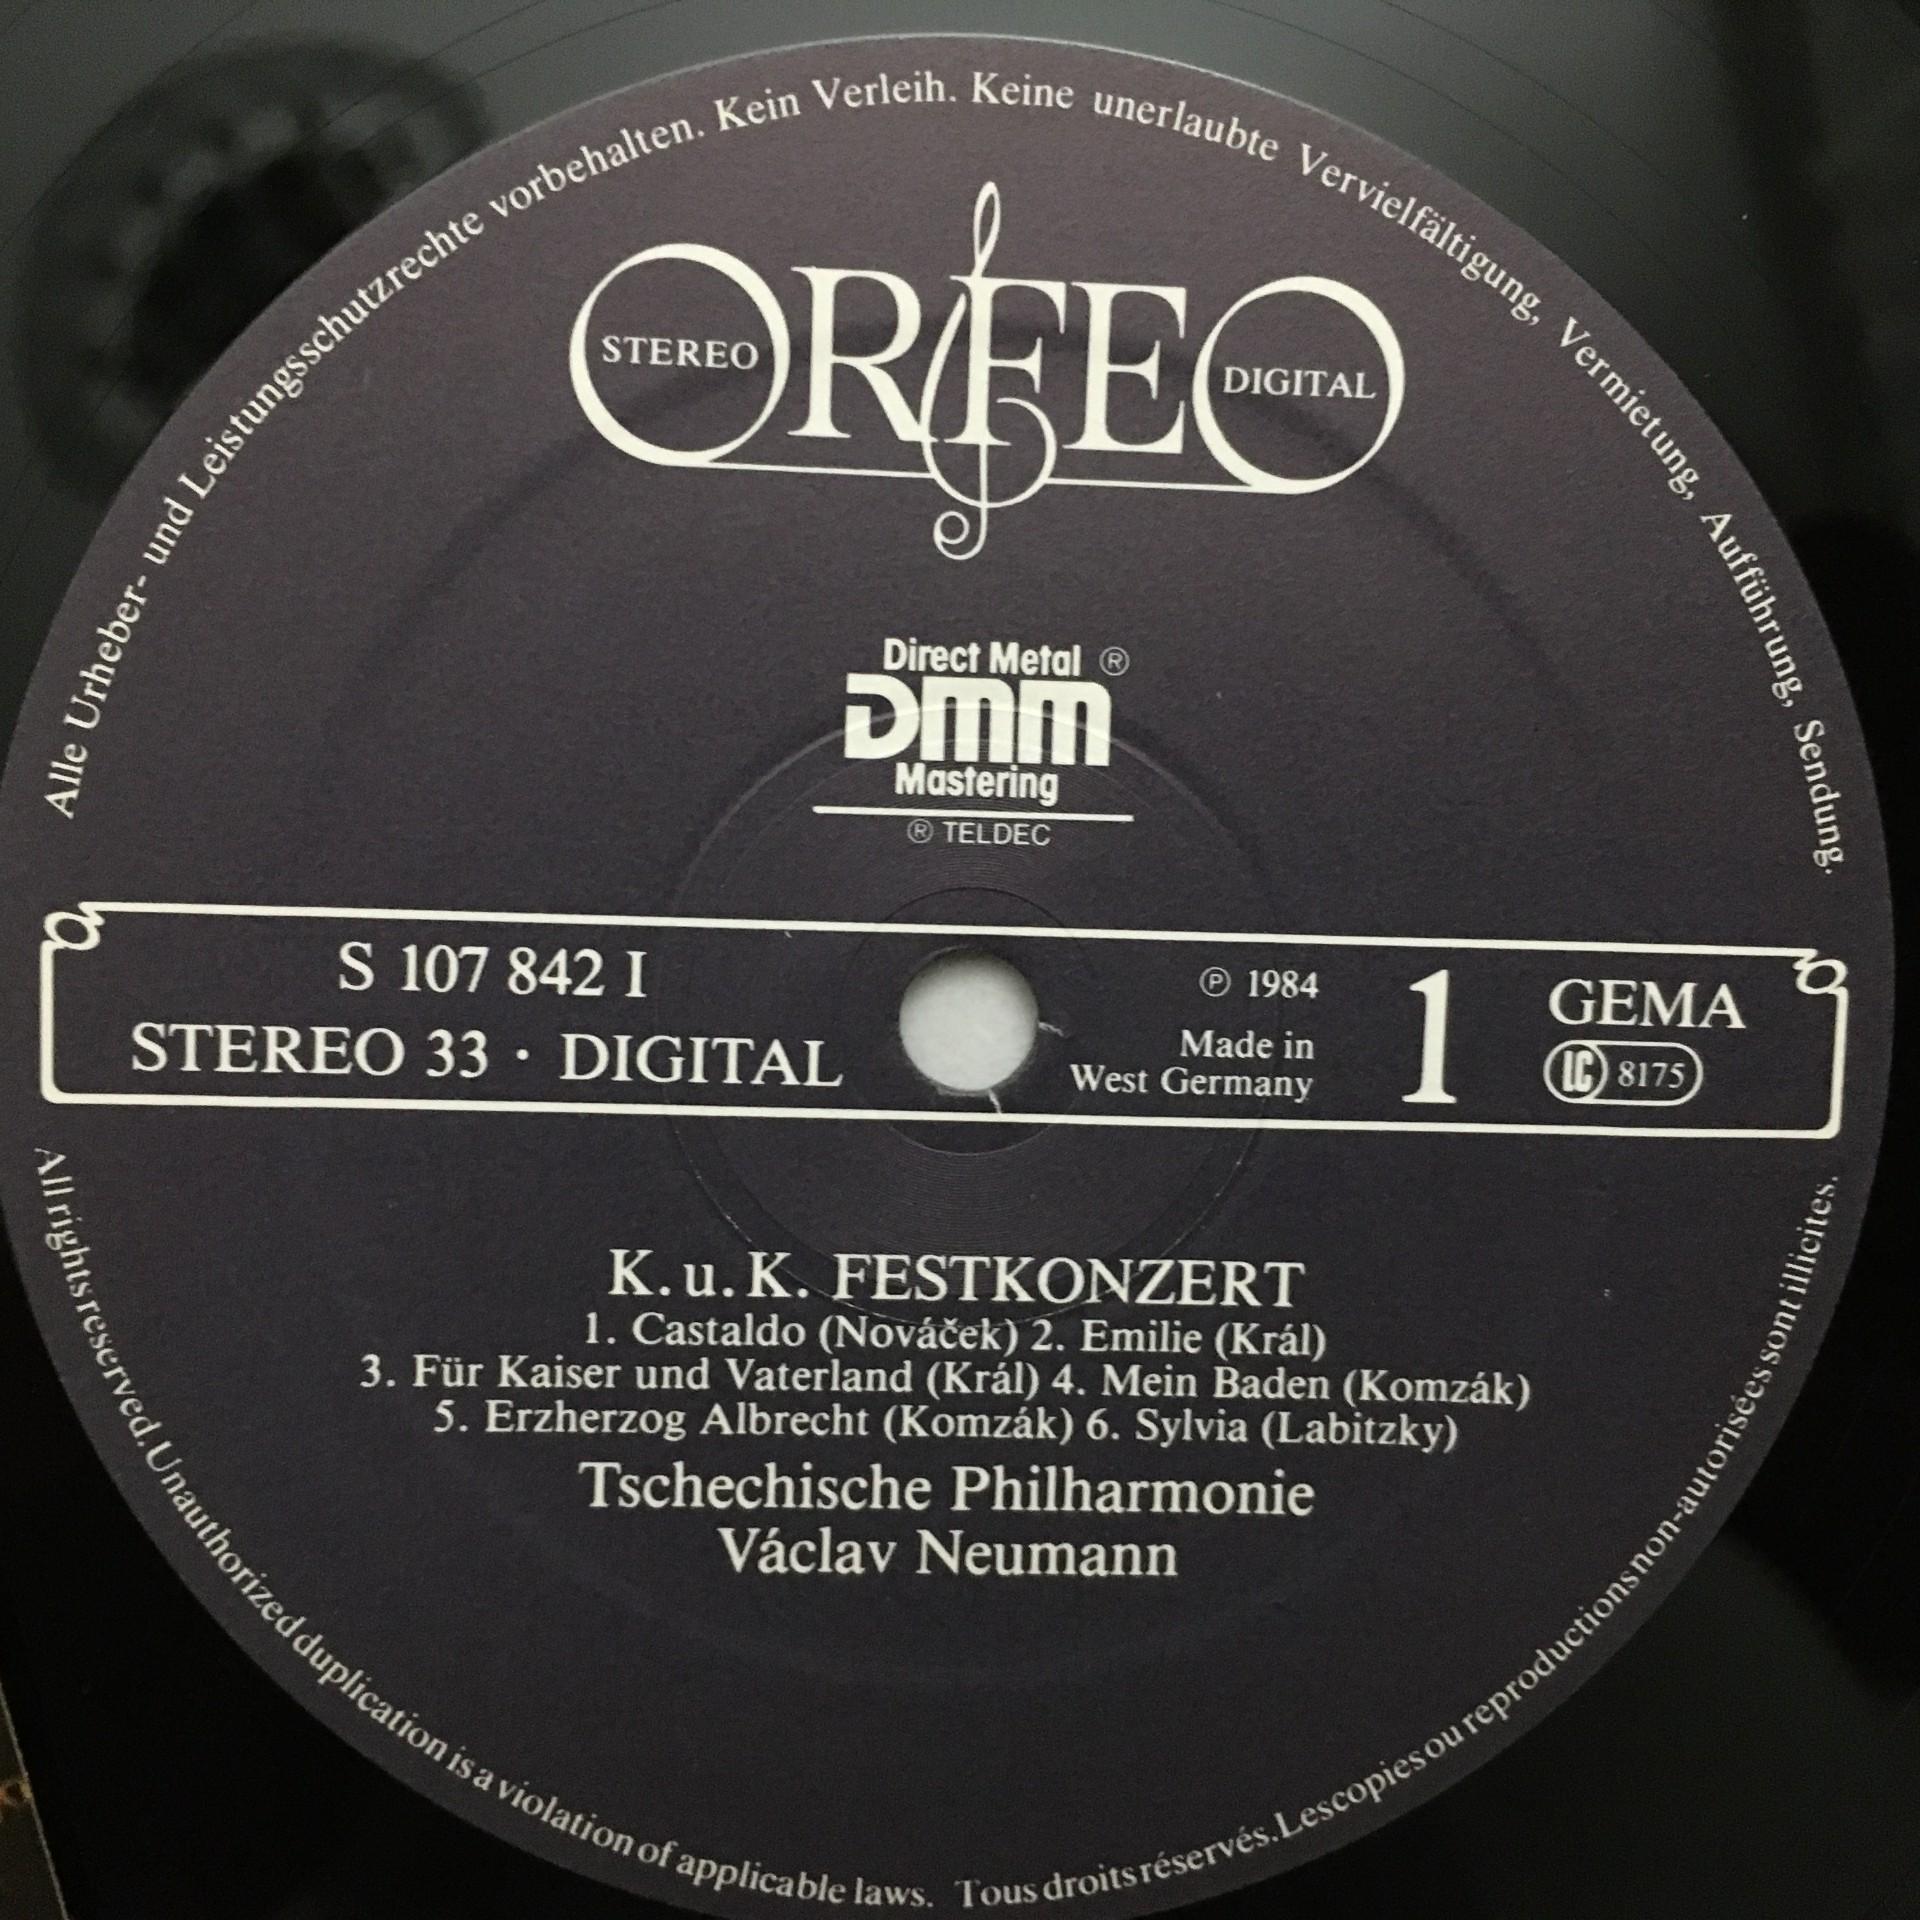 Alle Urheber- und Leistungsschutzrechte vorbehalten. Kein Verleih. Keine unerlaubte Vervielfältigung, Vermietung, Aufführung, Sendung.
ORFEO
STEREO
DIGITAL
Direct Metal ®
DMM
Mastering
® TELDEC
S 107 842 I
STEREO 33 · DIGITAL
℗ 1984
Made in
West Germany
1
GEMA
LC 8175
K. u. K. FESTKONZERT
1. Castaldo (Nováček) 2. Emilie (Král)
3. Für Kaiser und Vaterland (Král) 4. Mein Baden (Komzák)
5. Erzherzog Albrecht (Komzák) 6. Sylvia (Labitzky)
Tschechische Philharmonie
Václav Neumann
All rights reserved. Unauthorized duplication is a violation of applicable laws. Tous droits réservés. Les copies ou reproductions non-autorisées sont illicites.